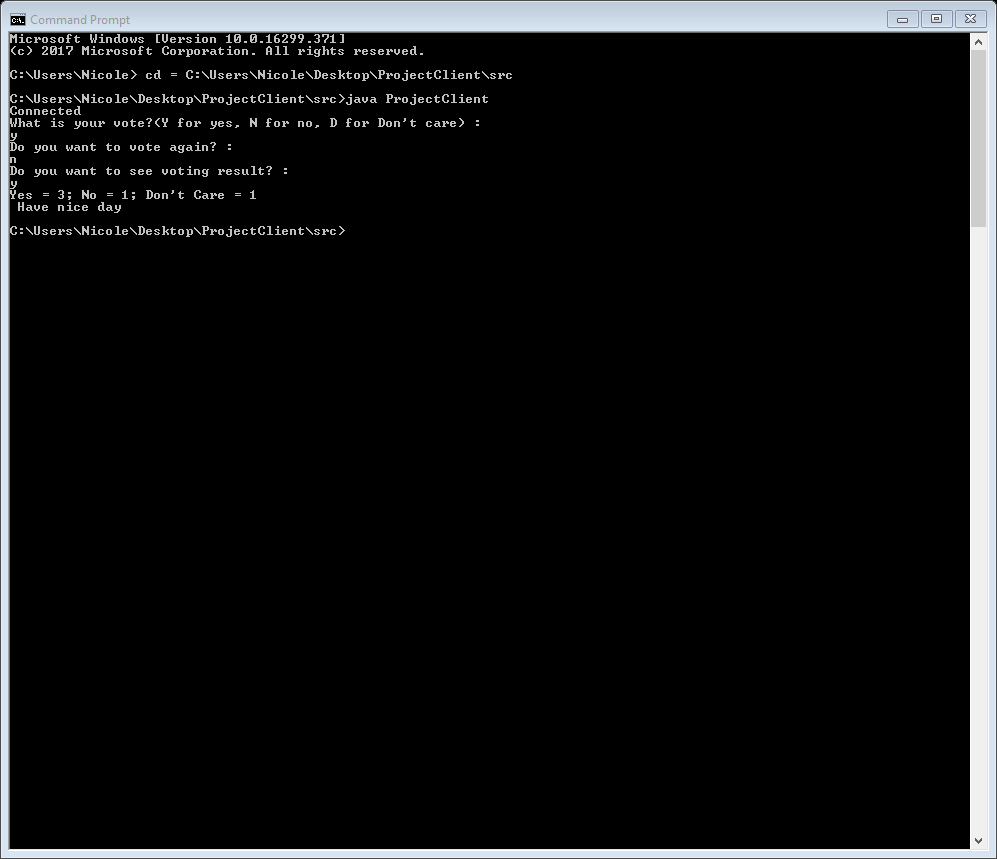 Command Prompt
Microsoft Windows [Version 10.0.16299.371]
(c) 2017 Microsoft Corporation. All rights reserved.
C:\Users\Nicole> cd = C:\Users\Nicole\Desktop\ProjectClient\src
C:\Users\Nicole\Desktop\ProjectClient\src>java ProjectClient
Connected
What is your vote?(Y for yes, N for no, D for Don't care) :
y
Do you want to vote again? :
n
Do you want to see voting result? :
y
Yes = 3; No = 1; Don't Care = 1
Have nice day
C:\Users\Nicole\Desktop\ProjectClient\src>